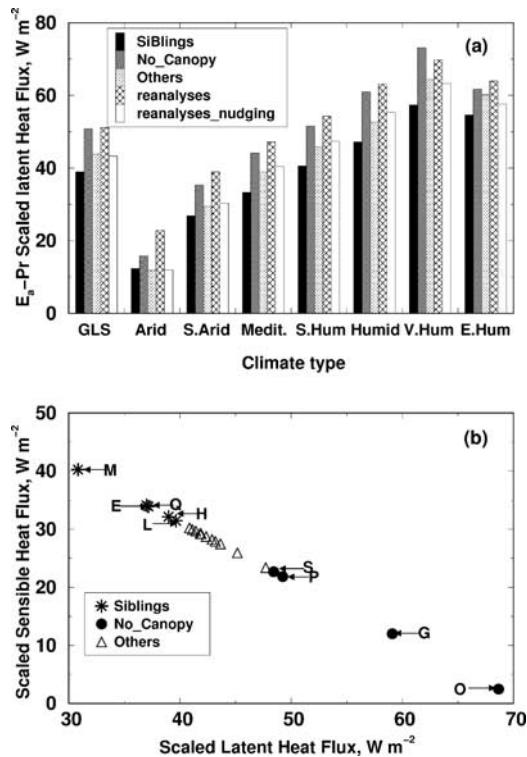 (a)
SiBlings
No_Canopy
Others
reanalyses
reanalyses_nudging
Eₐ−Pr Scaled latent Heat Flux, W m⁻²
80
60
40
20
0
GLS Arid S.Arid Medit. S.Hum Humid V.Hum E.Hum
Climate type
(b)
Scaled Sensible Heat Flux, W m⁻²
50
40
30
20
10
0
M
E
Q
H
L
S
P
G
O
Siblings
No_Canopy
Others
30 40 50 60 70
Scaled Latent Heat Flux, W m⁻²